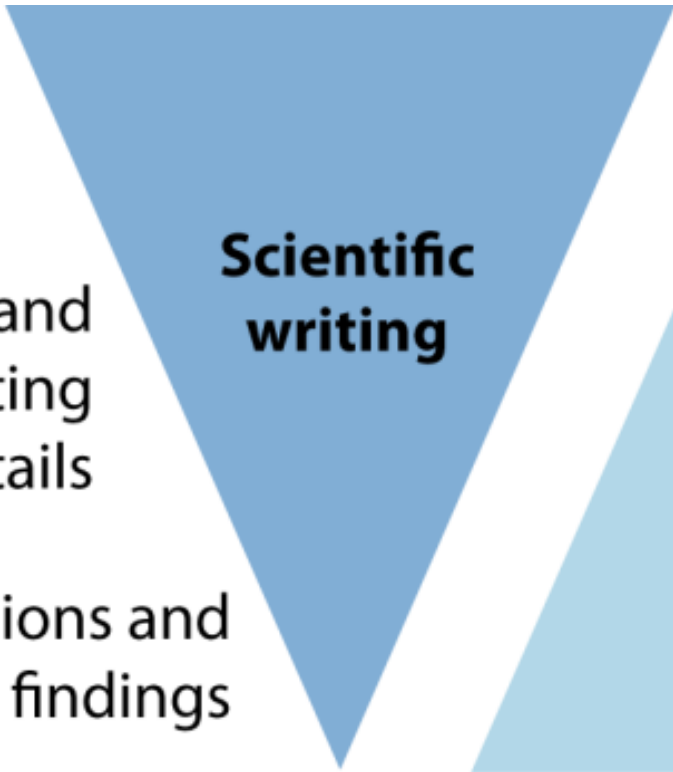 Scientific
writing
and
ting
tails
ions and
findings